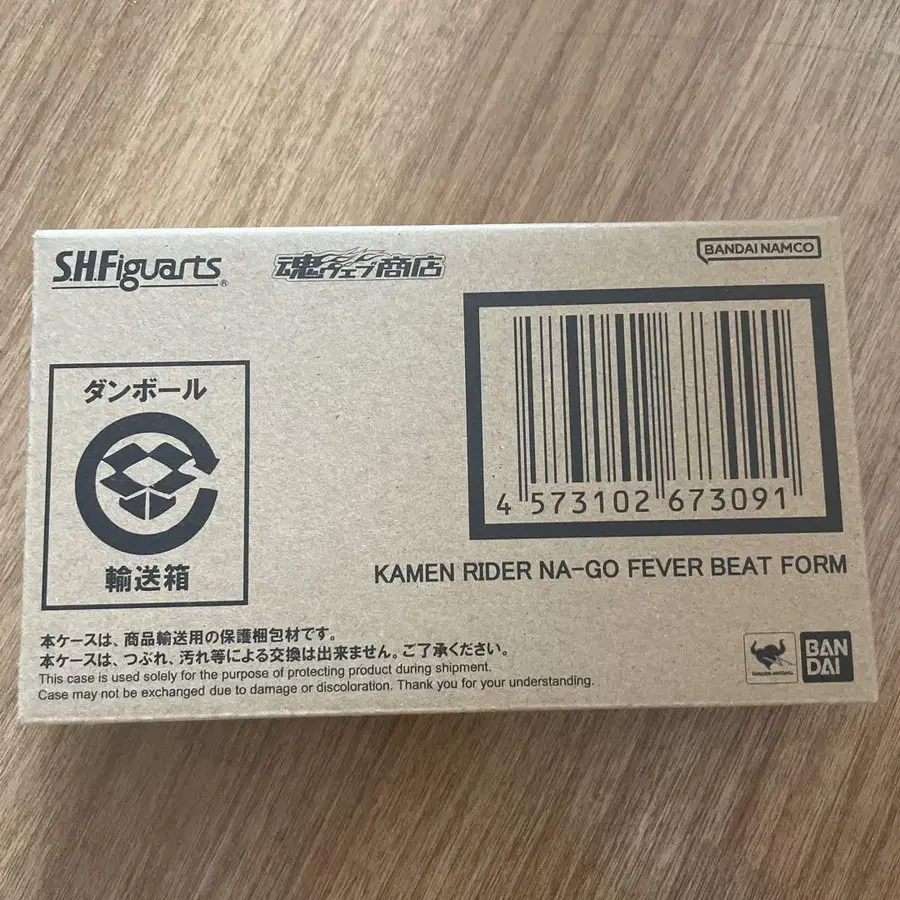 S.H.Figuarts®
魂ウェブ商店
BANDAI NAMCO
ダンボール
輸送箱
4 573102 673091
KAMEN RIDER NA-GO FEVER BEAT FORM
本ケースは、商品輸送用の保護梱包材です。
本ケースは、つぶれ、汚れ等による交換は出来ません。ご了承ください。
This case is used solely for the purpose of protecting product during shipment.
Case may not be exchanged due to damage or discoloration. Thank you for your understanding.
BAN
DAI